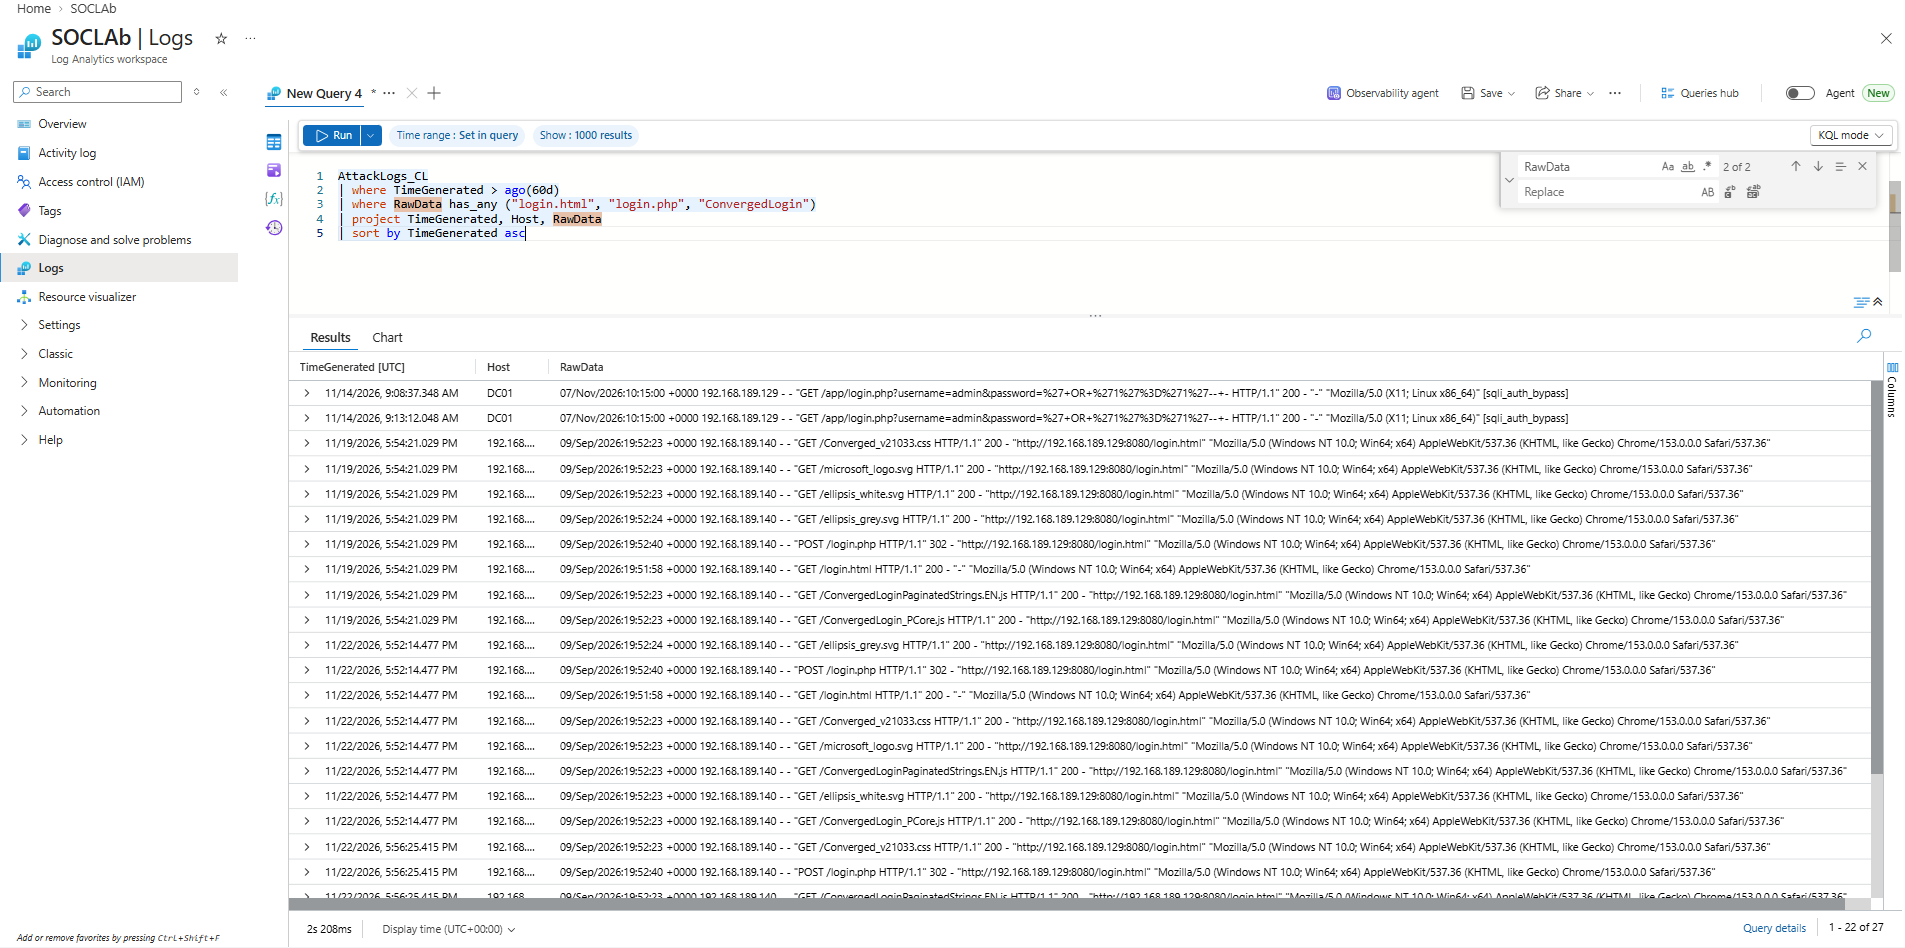 Home > SOCLAb
SOCLAb | Logs
Log Analytics workspace
Search
Overview
Activity log
Access control (IAM)
Tags
Diagnose and solve problems
Logs
Resource visualizer
Settings
Classic
Monitoring
Automation
Help
Add or remove favorites by pressing Ctrl+Shift+F
New Query 4 *
Observability agent
Save
Share
Queries hub
Agent New
Run
Time range : Set in query
Show : 1000 results
KQL mode
1 AttackLogs_CL
2 | where TimeGenerated > ago(60d)
3 | where RawData has_any ("login.html", "login.php", "ConvergedLogin")
4 | project TimeGenerated, Host, RawData
5 | sort by TimeGenerated asc
RawData Aa ab .* 2 of 2
Replace AB
Results Chart
TimeGenerated [UTC] Host RawData
11/14/2026, 9:08:37.348 AM DC01 07/Nov/2026:10:15:00 +0000 192.168.189.129 - - "GET /app/login.php?username=admin&password=%27+OR+%271%27%3D%271%27--+- HTTP/1.1" 200 - "-" "Mozilla/5.0 (X11; Linux x86_64)" [sqli_auth_bypass]
11/14/2026, 9:13:12.048 AM DC01 07/Nov/2026:10:15:00 +0000 192.168.189.129 - - "GET /app/login.php?username=admin&password=%27+OR+%271%27%3D%271%27--+- HTTP/1.1" 200 - "-" "Mozilla/5.0 (X11; Linux x86_64)" [sqli_auth_bypass]
11/19/2026, 5:54:21.029 PM 192.168.... 09/Sep/2026:19:52:23 +0000 192.168.189.140 - - "GET /Converged_v21033.css HTTP/1.1" 200 - "http://192.168.189.129:8080/login.html" "Mozilla/5.0 (Windows NT 10.0; Win64; x64) AppleWebKit/537.36 (KHTML, like Gecko) Chrome/153.0.0.0 Safari/537.36"
11/19/2026, 5:54:21.029 PM 192.168.... 09/Sep/2026:19:52:23 +0000 192.168.189.140 - - "GET /microsoft_logo.svg HTTP/1.1" 200 - "http://192.168.189.129:8080/login.html" "Mozilla/5.0 (Windows NT 10.0; Win64; x64) AppleWebKit/537.36 (KHTML, like Gecko) Chrome/153.0.0.0 Safari/537.36"
11/19/2026, 5:54:21.029 PM 192.168.... 09/Sep/2026:19:52:23 +0000 192.168.189.140 - - "GET /ellipsis_white.svg HTTP/1.1" 200 - "http://192.168.189.129:8080/login.html" "Mozilla/5.0 (Windows NT 10.0; Win64; x64) AppleWebKit/537.36 (KHTML, like Gecko) Chrome/153.0.0.0 Safari/537.36"
11/19/2026, 5:54:21.029 PM 192.168.... 09/Sep/2026:19:52:24 +0000 192.168.189.140 - - "GET /ellipsis_grey.svg HTTP/1.1" 200 - "http://192.168.189.129:8080/login.html" "Mozilla/5.0 (Windows NT 10.0; Win64; x64) AppleWebKit/537.36 (KHTML, like Gecko) Chrome/153.0.0.0 Safari/537.36"
11/19/2026, 5:54:21.029 PM 192.168.... 09/Sep/2026:19:52:40 +0000 192.168.189.140 - - "POST /login.php HTTP/1.1" 302 - "http://192.168.189.129:8080/login.html" "Mozilla/5.0 (Windows NT 10.0; Win64; x64) AppleWebKit/537.36 (KHTML, like Gecko) Chrome/153.0.0.0 Safari/537.36"
11/19/2026, 5:54:21.029 PM 192.168.... 09/Sep/2026:19:51:58 +0000 192.168.189.140 - - "GET /login.html HTTP/1.1" 200 - "-" "Mozilla/5.0 (Windows NT 10.0; Win64; x64) AppleWebKit/537.36 (KHTML, like Gecko) Chrome/153.0.0.0 Safari/537.36"
11/19/2026, 5:54:21.029 PM 192.168.... 09/Sep/2026:19:52:23 +0000 192.168.189.140 - - "GET /ConvergedLoginPaginatedStrings.EN.js HTTP/1.1" 200 - "http://192.168.189.129:8080/login.html" "Mozilla/5.0 (Windows NT 10.0; Win64; x64) AppleWebKit/537.36 (KHTML, like Gecko) Chrome/153.0.0.0 Safari/537.36"
11/19/2026, 5:54:21.029 PM 192.168.... 09/Sep/2026:19:52:23 +0000 192.168.189.140 - - "GET /ConvergedLogin_PCore.js HTTP/1.1" 200 - "http://192.168.189.129:8080/login.html" "Mozilla/5.0 (Windows NT 10.0; Win64; x64) AppleWebKit/537.36 (KHTML, like Gecko) Chrome/153.0.0.0 Safari/537.36"
11/22/2026, 5:52:14.477 PM 192.168.... 09/Sep/2026:19:52:24 +0000 192.168.189.140 - - "GET /ellipsis_grey.svg HTTP/1.1" 200 - "http://192.168.189.129:8080/login.html" "Mozilla/5.0 (Windows NT 10.0; Win64; x64) AppleWebKit/537.36 (KHTML, like Gecko) Chrome/153.0.0.0 Safari/537.36"
11/22/2026, 5:52:14.477 PM 192.168.... 09/Sep/2026:19:52:40 +0000 192.168.189.140 - - "POST /login.php HTTP/1.1" 302 - "http://192.168.189.129:8080/login.html" "Mozilla/5.0 (Windows NT 10.0; Win64; x64) AppleWebKit/537.36 (KHTML, like Gecko) Chrome/153.0.0.0 Safari/537.36"
11/22/2026, 5:52:14.477 PM 192.168.... 09/Sep/2026:19:51:58 +0000 192.168.189.140 - - "GET /login.html HTTP/1.1" 200 - "-" "Mozilla/5.0 (Windows NT 10.0; Win64; x64) AppleWebKit/537.36 (KHTML, like Gecko) Chrome/153.0.0.0 Safari/537.36"
11/22/2026, 5:52:14.477 PM 192.168.... 09/Sep/2026:19:52:23 +0000 192.168.189.140 - - "GET /Converged_v21033.css HTTP/1.1" 200 - "http://192.168.189.129:8080/login.html" "Mozilla/5.0 (Windows NT 10.0; Win64; x64) AppleWebKit/537.36 (KHTML, like Gecko) Chrome/153.0.0.0 Safari/537.36"
11/22/2026, 5:52:14.477 PM 192.168.... 09/Sep/2026:19:52:23 +0000 192.168.189.140 - - "GET /microsoft_logo.svg HTTP/1.1" 200 - "http://192.168.189.129:8080/login.html" "Mozilla/5.0 (Windows NT 10.0; Win64; x64) AppleWebKit/537.36 (KHTML, like Gecko) Chrome/153.0.0.0 Safari/537.36"
11/22/2026, 5:52:14.477 PM 192.168.... 09/Sep/2026:19:52:23 +0000 192.168.189.140 - - "GET /ConvergedLoginPaginatedStrings.EN.js HTTP/1.1" 200 - "http://192.168.189.129:8080/login.html" "Mozilla/5.0 (Windows NT 10.0; Win64; x64) AppleWebKit/537.36 (KHTML, like Gecko) Chrome/153.0.0.0 Safari/537.36"
11/22/2026, 5:52:14.477 PM 192.168.... 09/Sep/2026:19:52:23 +0000 192.168.189.140 - - "GET /ellipsis_white.svg HTTP/1.1" 200 - "http://192.168.189.129:8080/login.html" "Mozilla/5.0 (Windows NT 10.0; Win64; x64) AppleWebKit/537.36 (KHTML, like Gecko) Chrome/153.0.0.0 Safari/537.36"
11/22/2026, 5:52:14.477 PM 192.168.... 09/Sep/2026:19:52:23 +0000 192.168.189.140 - - "GET /ConvergedLogin_PCore.js HTTP/1.1" 200 - "http://192.168.189.129:8080/login.html" "Mozilla/5.0 (Windows NT 10.0; Win64; x64) AppleWebKit/537.36 (KHTML, like Gecko) Chrome/153.0.0.0 Safari/537.36"
11/22/2026, 5:56:25.415 PM 192.168.... 09/Sep/2026:19:52:23 +0000 192.168.189.140 - - "GET /Converged_v21033.css HTTP/1.1" 200 - "http://192.168.189.129:8080/login.html" "Mozilla/5.0 (Windows NT 10.0; Win64; x64) AppleWebKit/537.36 (KHTML, like Gecko) Chrome/153.0.0.0 Safari/537.36"
11/22/2026, 5:56:25.415 PM 192.168.... 09/Sep/2026:19:52:40 +0000 192.168.189.140 - - "POST /login.php HTTP/1.1" 302 - "http://192.168.189.129:8080/login.html" "Mozilla/5.0 (Windows NT 10.0; Win64; x64) AppleWebKit/537.36 (KHTML, like Gecko) Chrome/153.0.0.0 Safari/537.36"
11/22/2026, 5:56:25.415 PM 192.168.... 09/Sep/2026:19:52:23 +0000 192.168.189.140 - - "GET /ConvergedLoginPaginatedStrings.EN.js HTTP/1.1" 200 - "http://192.168.189.129:8080/login.html" "Mozilla/5.0 (Windows NT 10.0; Win64; x64) AppleWebKit/537.36 (KHTML, like Gecko) Chrome/153.0.0.0 Safari/537.36"
Columns
2s 208ms
Display time (UTC+00:00)
Query details
1 - 22 of 27